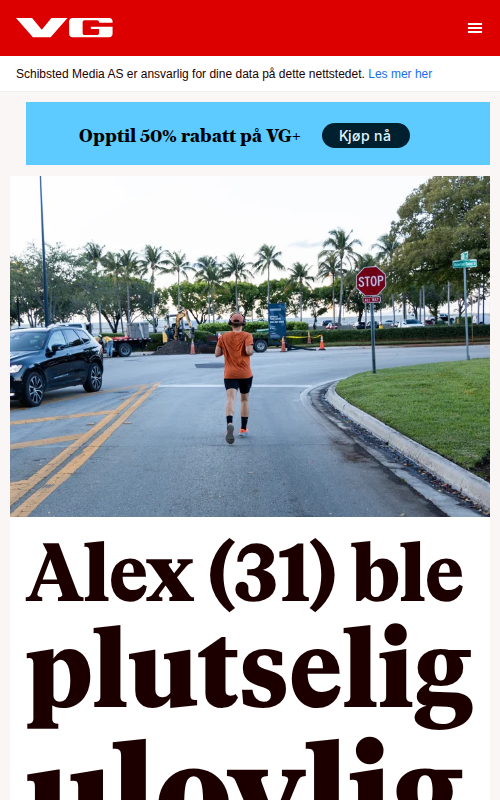 VG
Schibsted Media AS er ansvarlig for dine data på dette nettstedet. Les mer her
Opptil 50% rabatt på VG+
Kjøp nå
STOP
ALL WAY
Alex (31) ble
plutselig
ulovlig